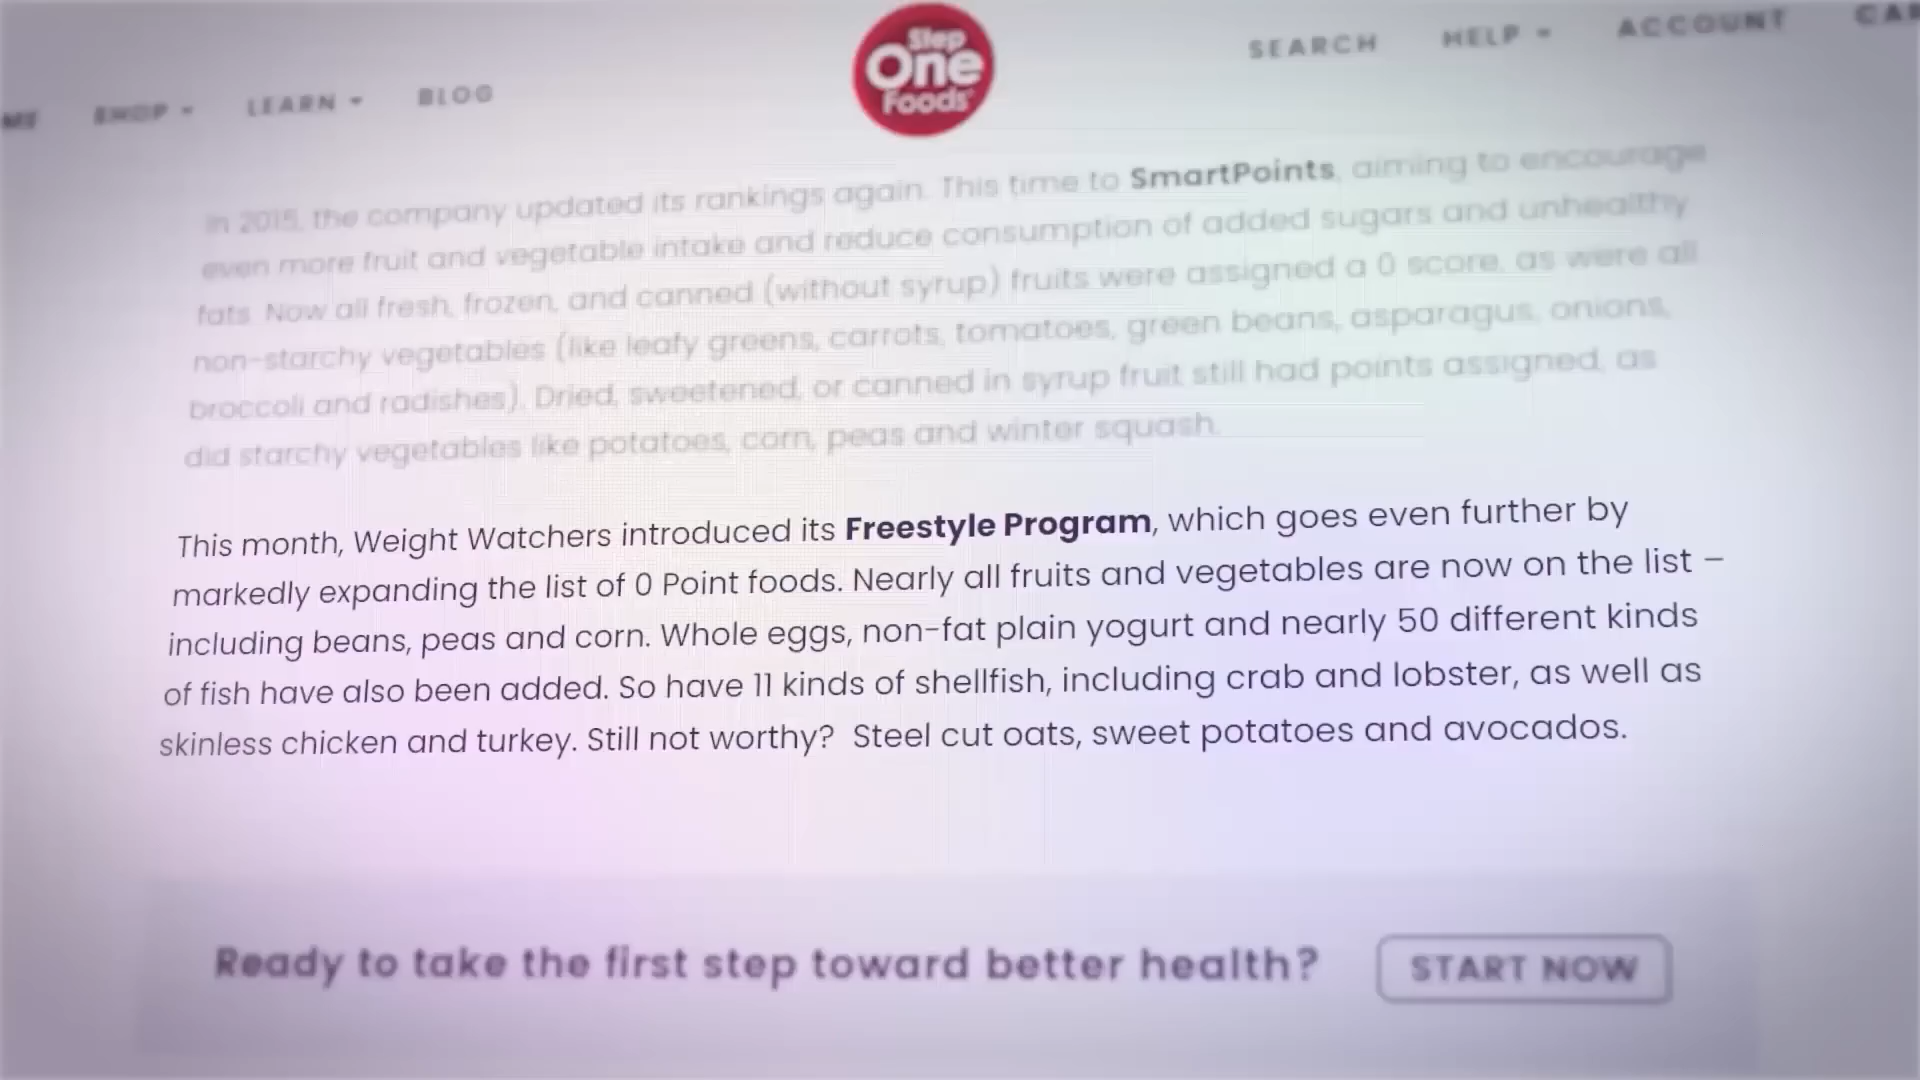 ME SHOP LEARN BLOG
Step
One
Foods
SEARCH HELP ACCOUNT
In 2015, the company updated its rankings again. This time to SmartPoints, aiming to encourage
even more fruit and vegetable intake and reduce consumption of added sugars and unhealthy
fats. Now all fresh, frozen, and canned (without syrup) fruits were assigned a 0 score, as were all
non-starchy vegetables (like leafy greens, carrots, tomatoes, green beans, asparagus, onions,
broccoli and radishes). Dried, sweetened, or canned in syrup fruit still had points assigned, as
did starchy vegetables like potatoes, corn, peas and winter squash.
This month, Weight Watchers introduced its Freestyle Program, which goes even further by
markedly expanding the list of 0 Point foods. Nearly all fruits and vegetables are now on the list –
including beans, peas and corn. Whole eggs, non-fat plain yogurt and nearly 50 different kinds
of fish have also been added. So have 11 kinds of shellfish, including crab and lobster, as well as
skinless chicken and turkey. Still not worthy? Steel cut oats, sweet potatoes and avocados.
Ready to take the first step toward better health?
START NOW